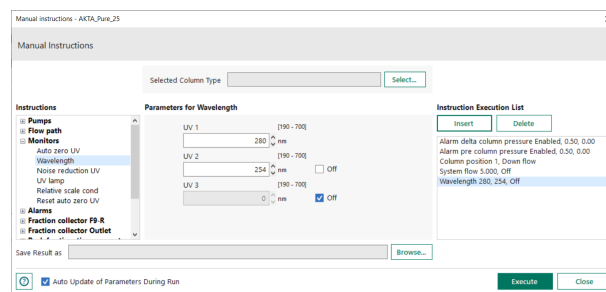 Manual instructions - AKTA_Pure_25
Manual Instructions
Selected Column Type Select...
Instructions
Pumps
Flow path
Monitors
Auto zero UV
Wavelength
Noise reduction UV
UV lamp
Relative scale cond
Reset auto zero UV
Alarms
Fraction collector F9-R
Fraction collector Outlet
Parameters for Wavelength
UV 1 [190 - 700]
280 nm
UV 2 [190 - 700]
254 nm Off
UV 3 [190 - 700]
0 nm Off
Instruction Execution List
Insert Delete
Alarm delta column pressure Enabled, 0.50, 0.00
Alarm pre column pressure Enabled, 0.50, 0.00
Column position 1, Down flow
System flow 5.000, Off
Wavelength 280, 254, Off
Save Result as Browse...
? Auto Update of Parameters During Run Execute Close